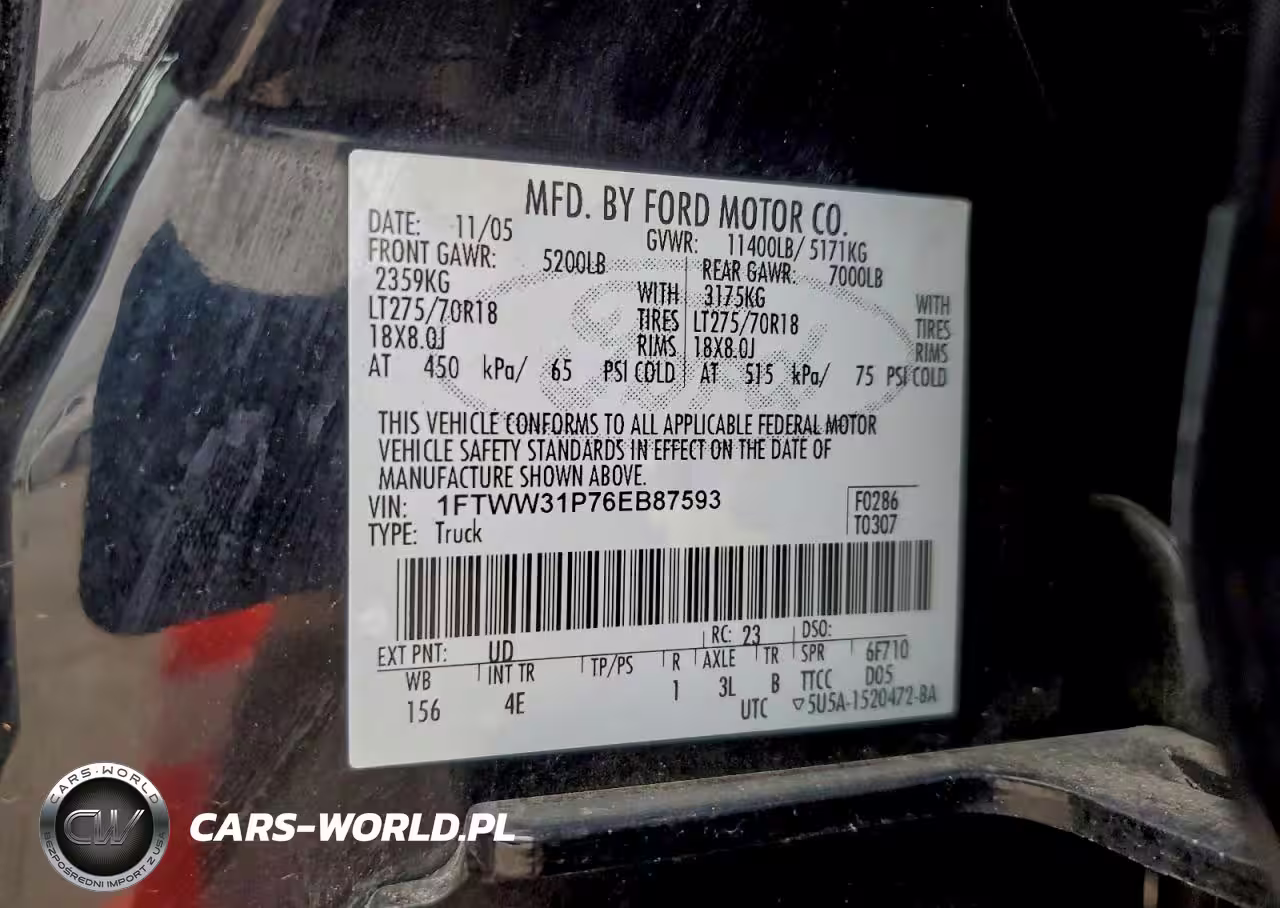 MFD. BY FORD MOTOR CO.
DATE: 11/05
GVWR: 11400LB/ 5171KG
FRONT GAWR: 5200LB
2359KG WITH
LT275/70R18 TIRES
18X8.0J RIMS
AT 450 kPa/ 65 PSI COLD
REAR GAWR: 7000LB
3175KG WITH
LT275/70R18 TIRES
18X8.0J RIMS
AT 515 kPa/ 75 PSI COLD
THIS VEHICLE CONFORMS TO ALL APPLICABLE FEDERAL MOTOR
VEHICLE SAFETY STANDARDS IN EFFECT ON THE DATE OF
MANUFACTURE SHOWN ABOVE.
VIN: 1FTWW31P76EB87593
TYPE: Truck
F0286
T0307
EXT PNT: UD RC: 23 DSO:
WB INT TR TP/PS R AXLE TR SPR 6F710
156 4E 1 3L B TTCC D05
UTC ▽5U5A-1520472-BA
CARS-WORLD
CW
BEZPOŚREDNI IMPORT Z USA
CARS-WORLD.PL